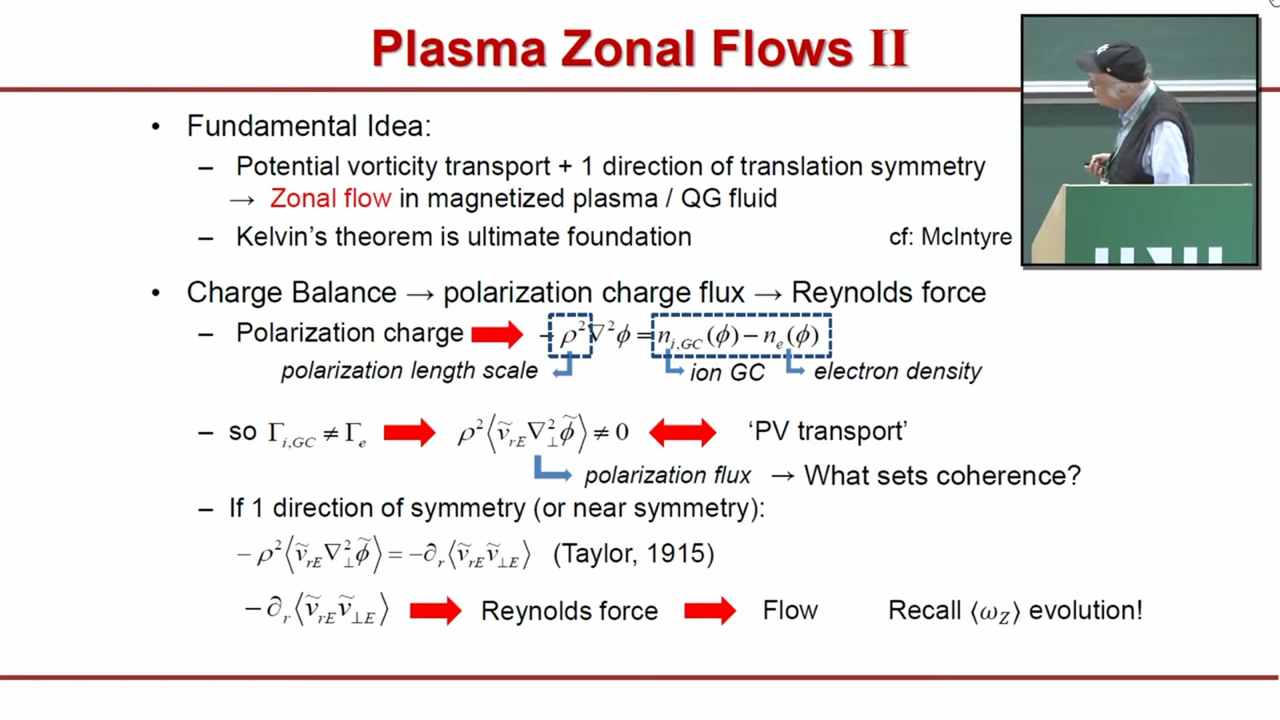 Plasma Zonal Flows II
• Fundamental Idea:
– Potential vorticity transport + 1 direction of translation symmetry
→ Zonal flow in magnetized plasma / QG fluid
– Kelvin's theorem is ultimate foundation cf: McIntyre
• Charge Balance → polarization charge flux → Reynolds force
– Polarization charge −ρ²∇²ϕ = n_{i,GC}(ϕ) − n_e(ϕ)
polarization length scale ion GC electron density
– so Γ_{i,GC} ≠ Γ_e ρ²⟨ṽ_{rE}∇²_⊥ϕ̃⟩ ≠ 0 'PV transport'
polarization flux → What sets coherence?
– If 1 direction of symmetry (or near symmetry):
−ρ²⟨ṽ_{rE}∇²_⊥ϕ̃⟩ = −∂_r⟨ṽ_{rE}ṽ_{⊥E}⟩ (Taylor, 1915)
−∂_r⟨ṽ_{rE}ṽ_{⊥E}⟩ Reynolds force Flow Recall ⟨ω_Z⟩ evolution!